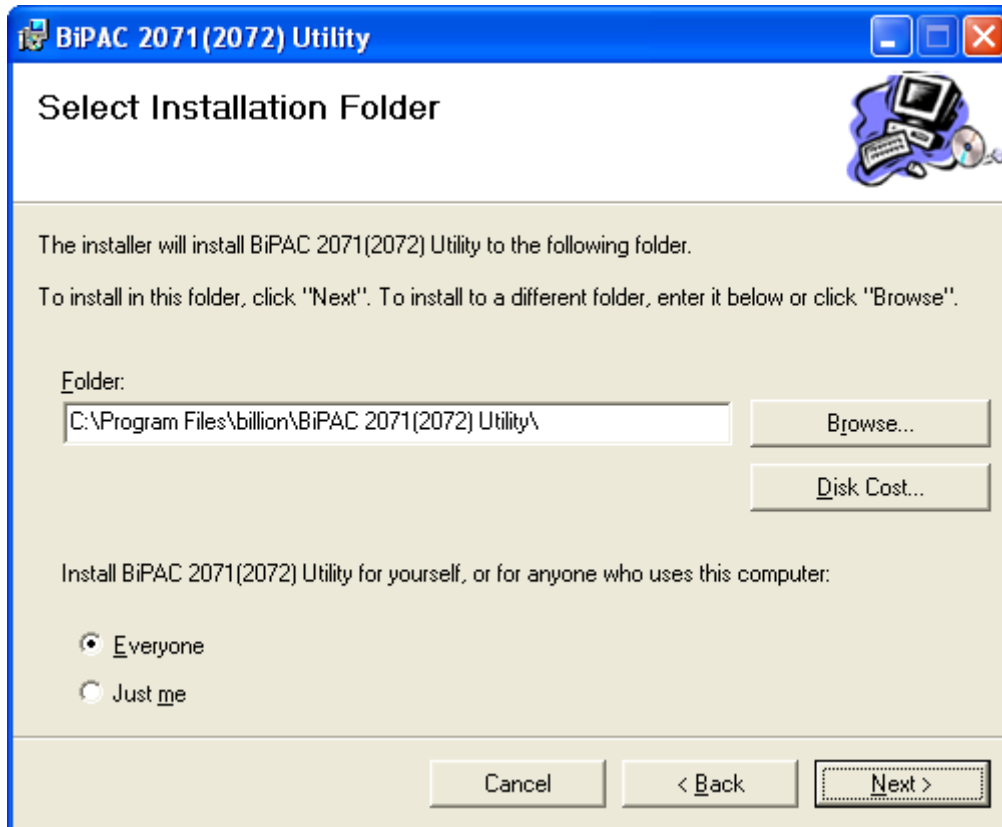 BiPAC 2071(2072) Utility
Select Installation Folder
The installer will install BiPAC 2071(2072) Utility to the following folder.
To install in this folder, click "Next". To install to a different folder, enter it below or click "Browse".
Folder:
C:\Program Files\billion\BiPAC 2071(2072) Utility\
Browse...
Disk Cost...
Install BiPAC 2071(2072) Utility for yourself, or for anyone who uses this computer:
Everyone
Just me
Cancel
< Back
Next >